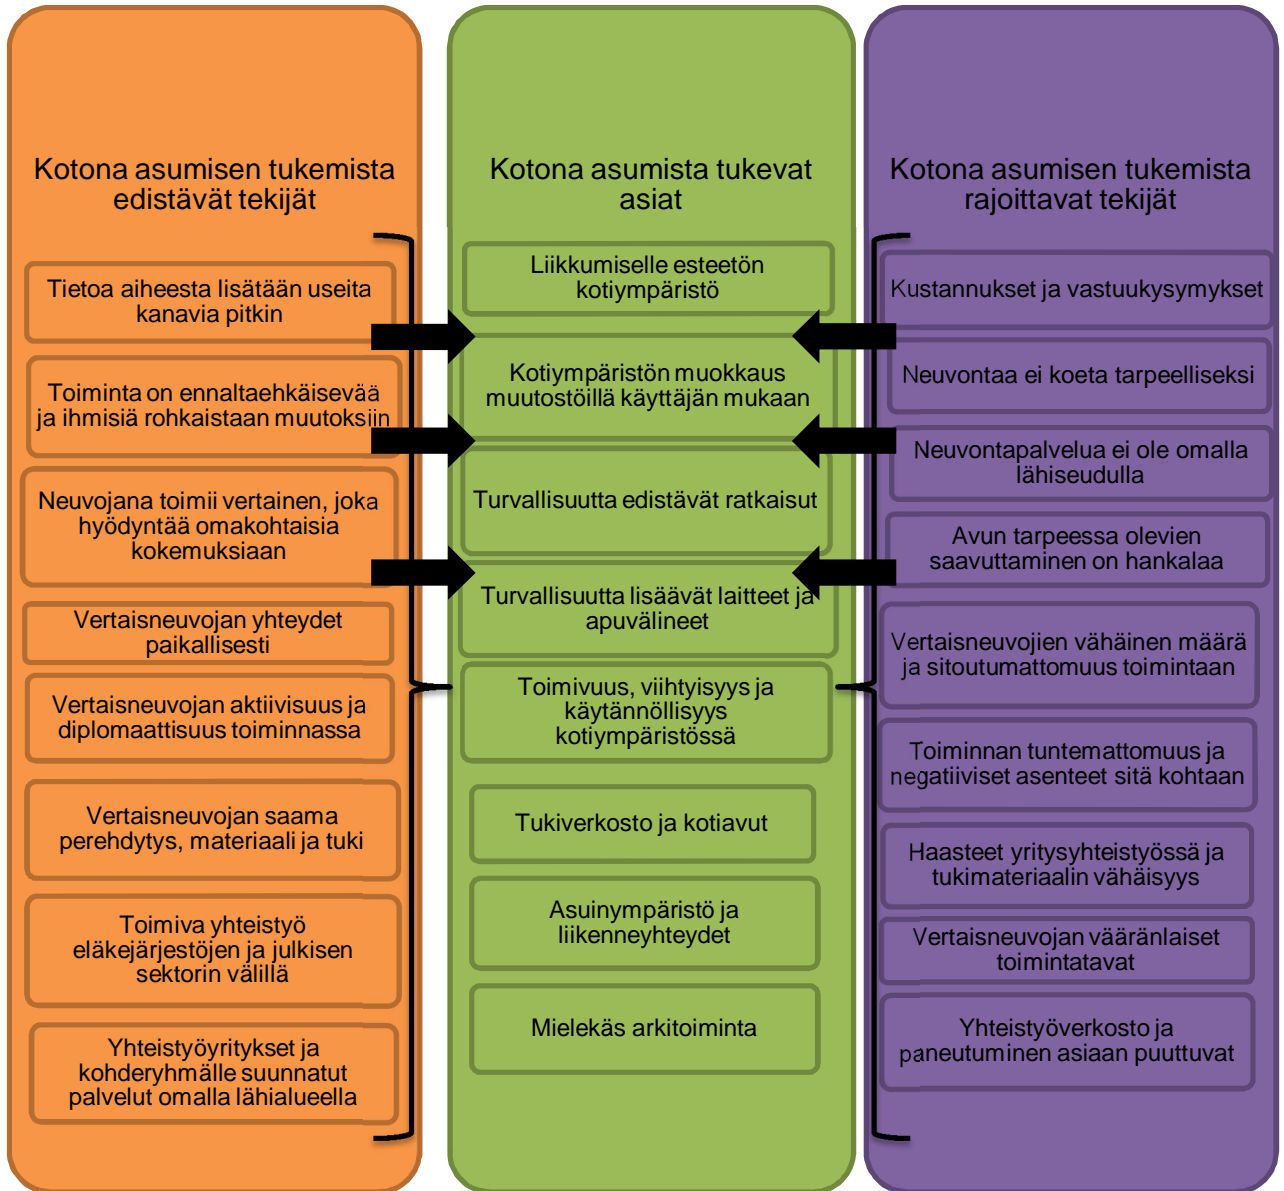 Kotona asumisen tukemista
edistävät tekijät
Tietoa aiheesta lisätään useita
kanavia pitkin
Toiminta on ennaltaehkäisevää
ja ihmisiä rohkaistaan muutoksiin
Neuvojana toimii vertainen, joka
hyödyntää omakohtaisia
kokemuksiaan
Vertaisneuvojan yhteydet
paikallisesti
Vertaisneuvojan aktiivisuus ja
diplomaattisuus toiminnassa
Vertaisneuvojan saama
perehdytys, materiaali ja tuki
Toimiva yhteistyö
eläkejärjestöjen ja julkisen
sektorin välillä
Yhteistyöyritykset ja
kohderyhmälle suunnatut
palvelut omalla lähialueella
Kotona asumista tukevat
asiat
Liikkumiselle esteetön
kotiympäristö
Kotiympäristön muokkaus
muutostöillä käyttäjän mukaan
Turvallisuutta edistävät ratkaisut
Turvallisuutta lisäävät laitteet ja
apuvälineet
Toimivuus, viihtyisyys ja
käytännöllisyys
kotiympäristössä
Tukiverkosto ja kotiavut
Asuinympäristö ja
liikenneyhteydet
Mielekäs arkitoiminta
Kotona asumisen tukemista
rajoittavat tekijät
Kustannukset ja vastuukysymykset
Neuvontaa ei koeta tarpeelliseksi
Neuvontapalvelua ei ole omalla
lähiseudulla
Avun tarpeessa olevien
saavuttaminen on hankalaa
Vertaisneuvojien vähäinen määrä
ja sitoutumattomuus toimintaan
Toiminnan tuntemattomuus ja
negatiiviset asenteet sitä kohtaan
Haasteet yritysyhteistyössä ja
tukimateriaalin vähäisyys
Vertaisneuvojan vääränlaiset
toimintatavat
Yhteistyöverkosto ja
paneutuminen asiaan puuttuvat